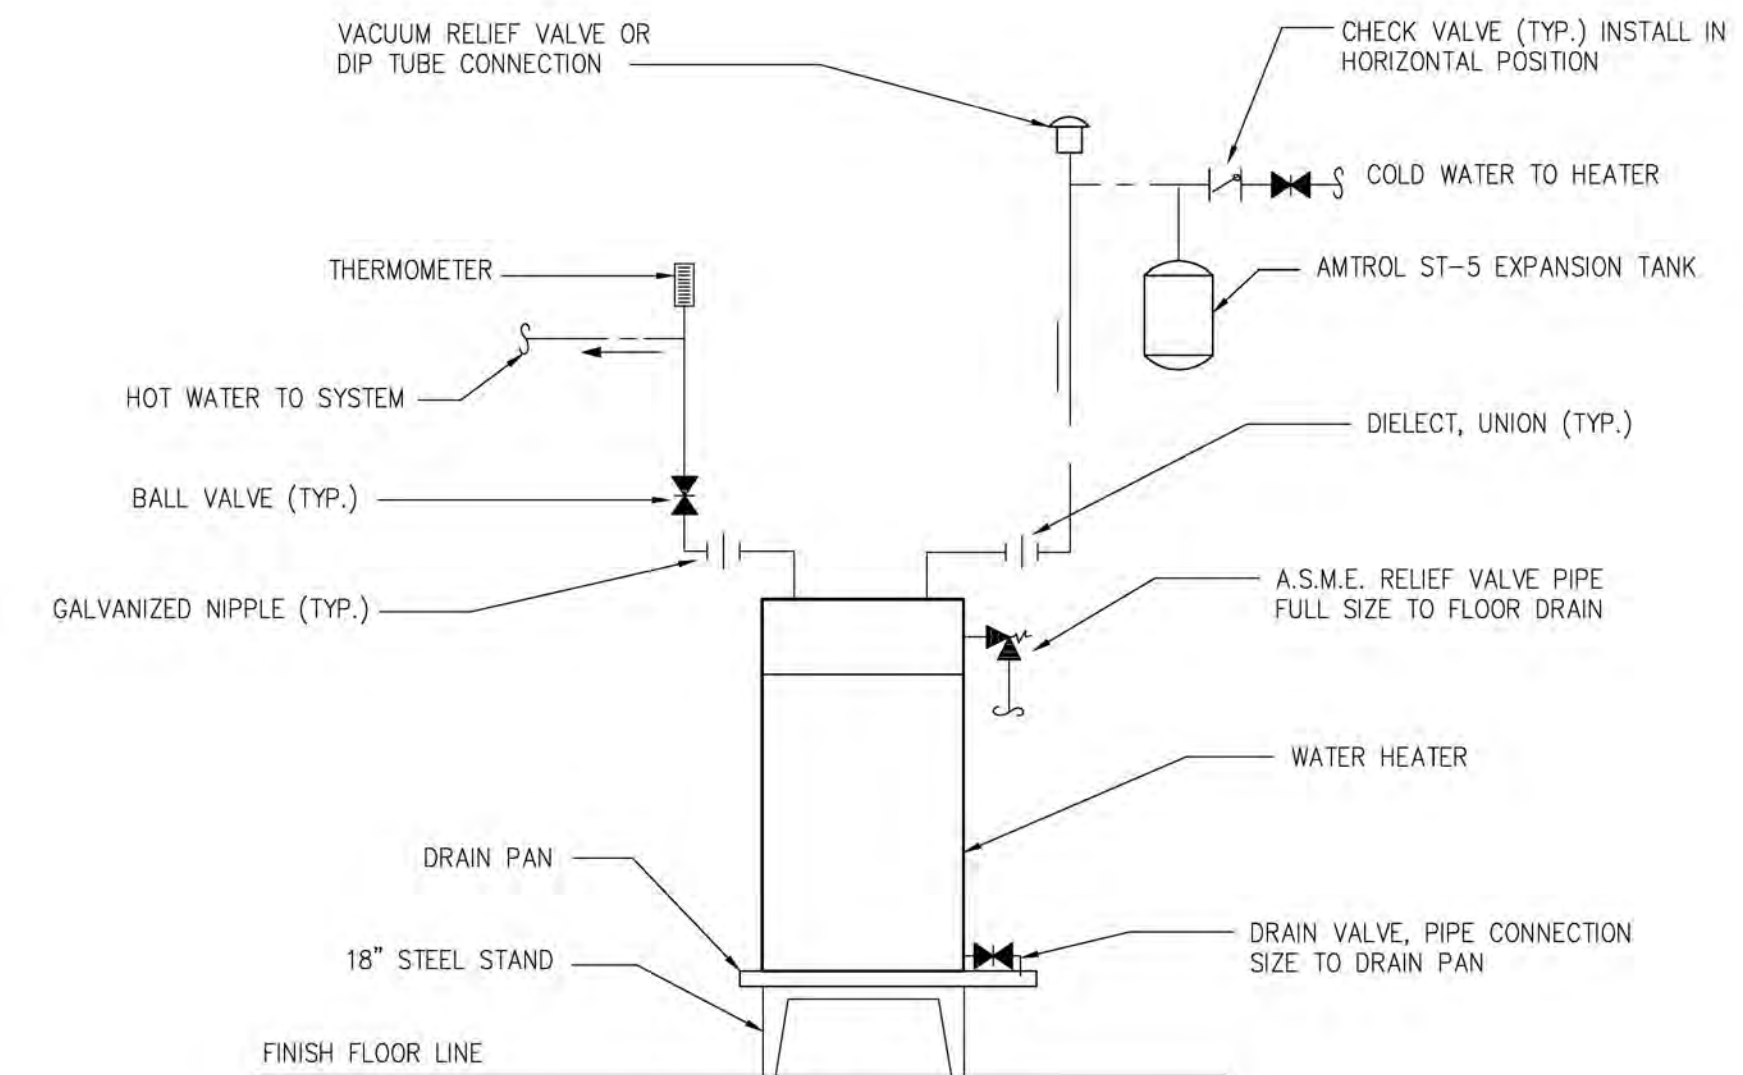 VACUUM RELIEF VALVE OR
DIP TUBE CONNECTION
CHECK VALVE (TYP.) INSTALL IN
HORIZONTAL POSITION
COLD WATER TO HEATER
THERMOMETER
AMTROL ST-5 EXPANSION TANK
HOT WATER TO SYSTEM
DIELECT, UNION (TYP.)
BALL VALVE (TYP.)
A.S.M.E. RELIEF VALVE PIPE
FULL SIZE TO FLOOR DRAIN
GALVANIZED NIPPLE (TYP.)
WATER HEATER
DRAIN PAN
DRAIN VALVE, PIPE CONNECTION
SIZE TO DRAIN PAN
18" STEEL STAND
FINISH FLOOR LINE